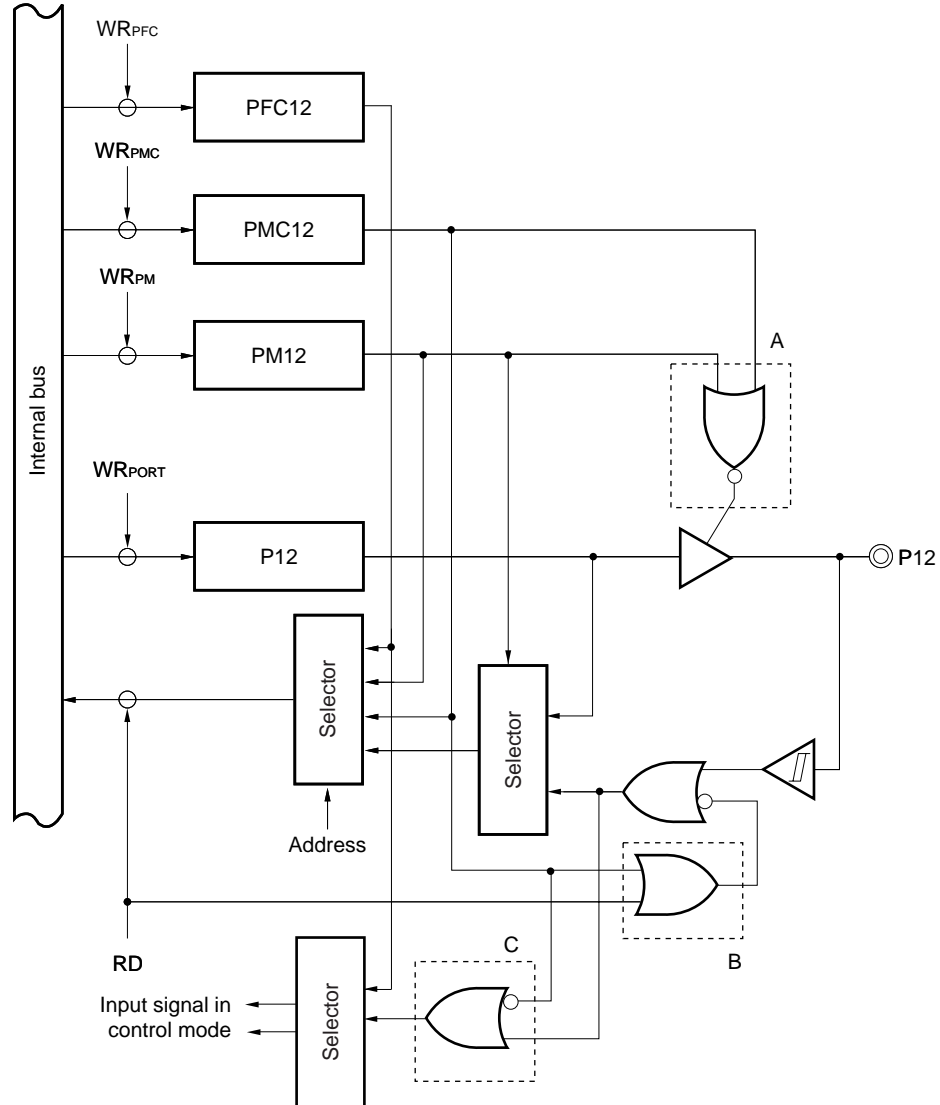 WRPFC
PFC12
WRPMC
PMC12
WRPM
PM12
A
Internal bus
WRPORT
P12
P12
Selector
Selector
Address
RD
B
C
Input signal in
control mode
Selector